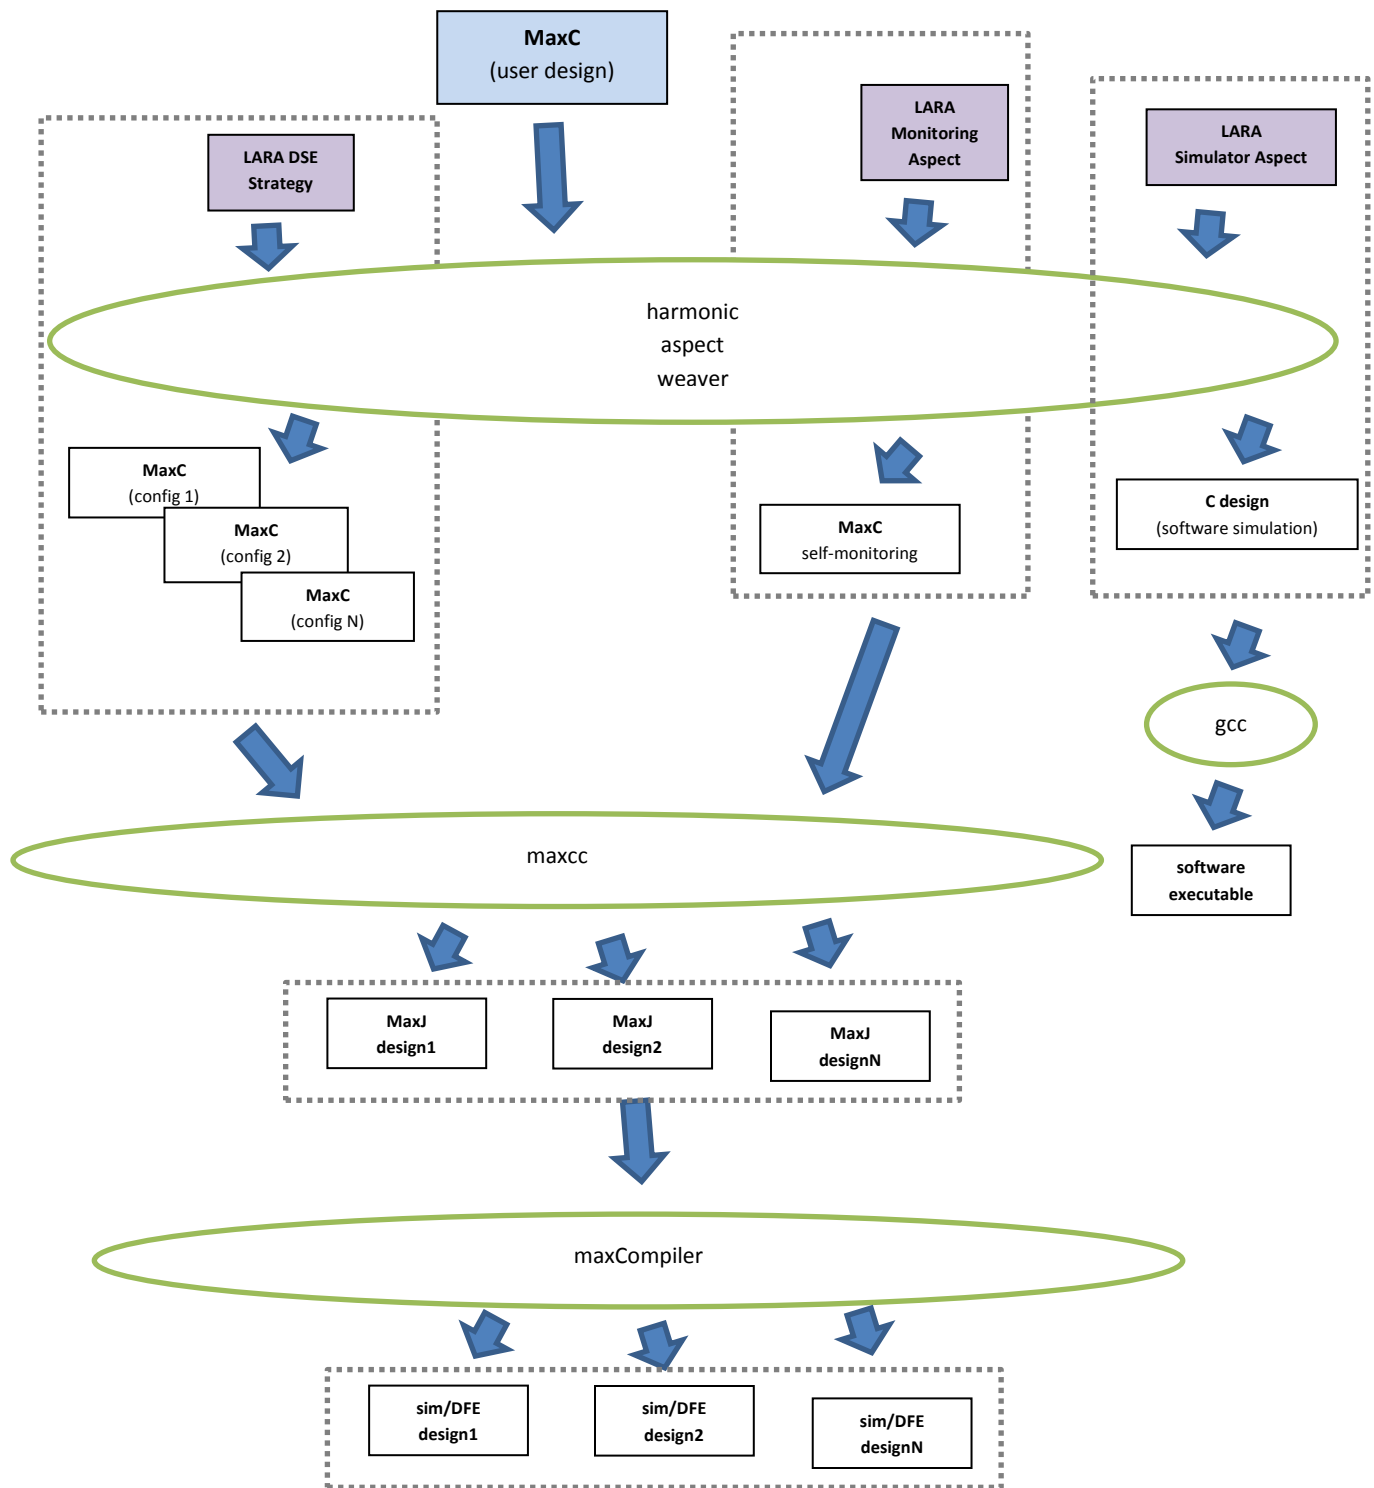 MaxC
(user design)
LARA
Monitoring
Aspect
LARA
Simulator Aspect
LARA DSE
Strategy
harmonic
aspect
weaver
MaxC
(config 1)
MaxC
(config 2)
MaxC
(config N)
MaxC
self-monitoring
C design
(software simulation)
gcc
maxcc
software
executable
MaxJ
design1
MaxJ
design2
MaxJ
designN
maxCompiler
sim/DFE
design1
sim/DFE
design2
sim/DFE
designN